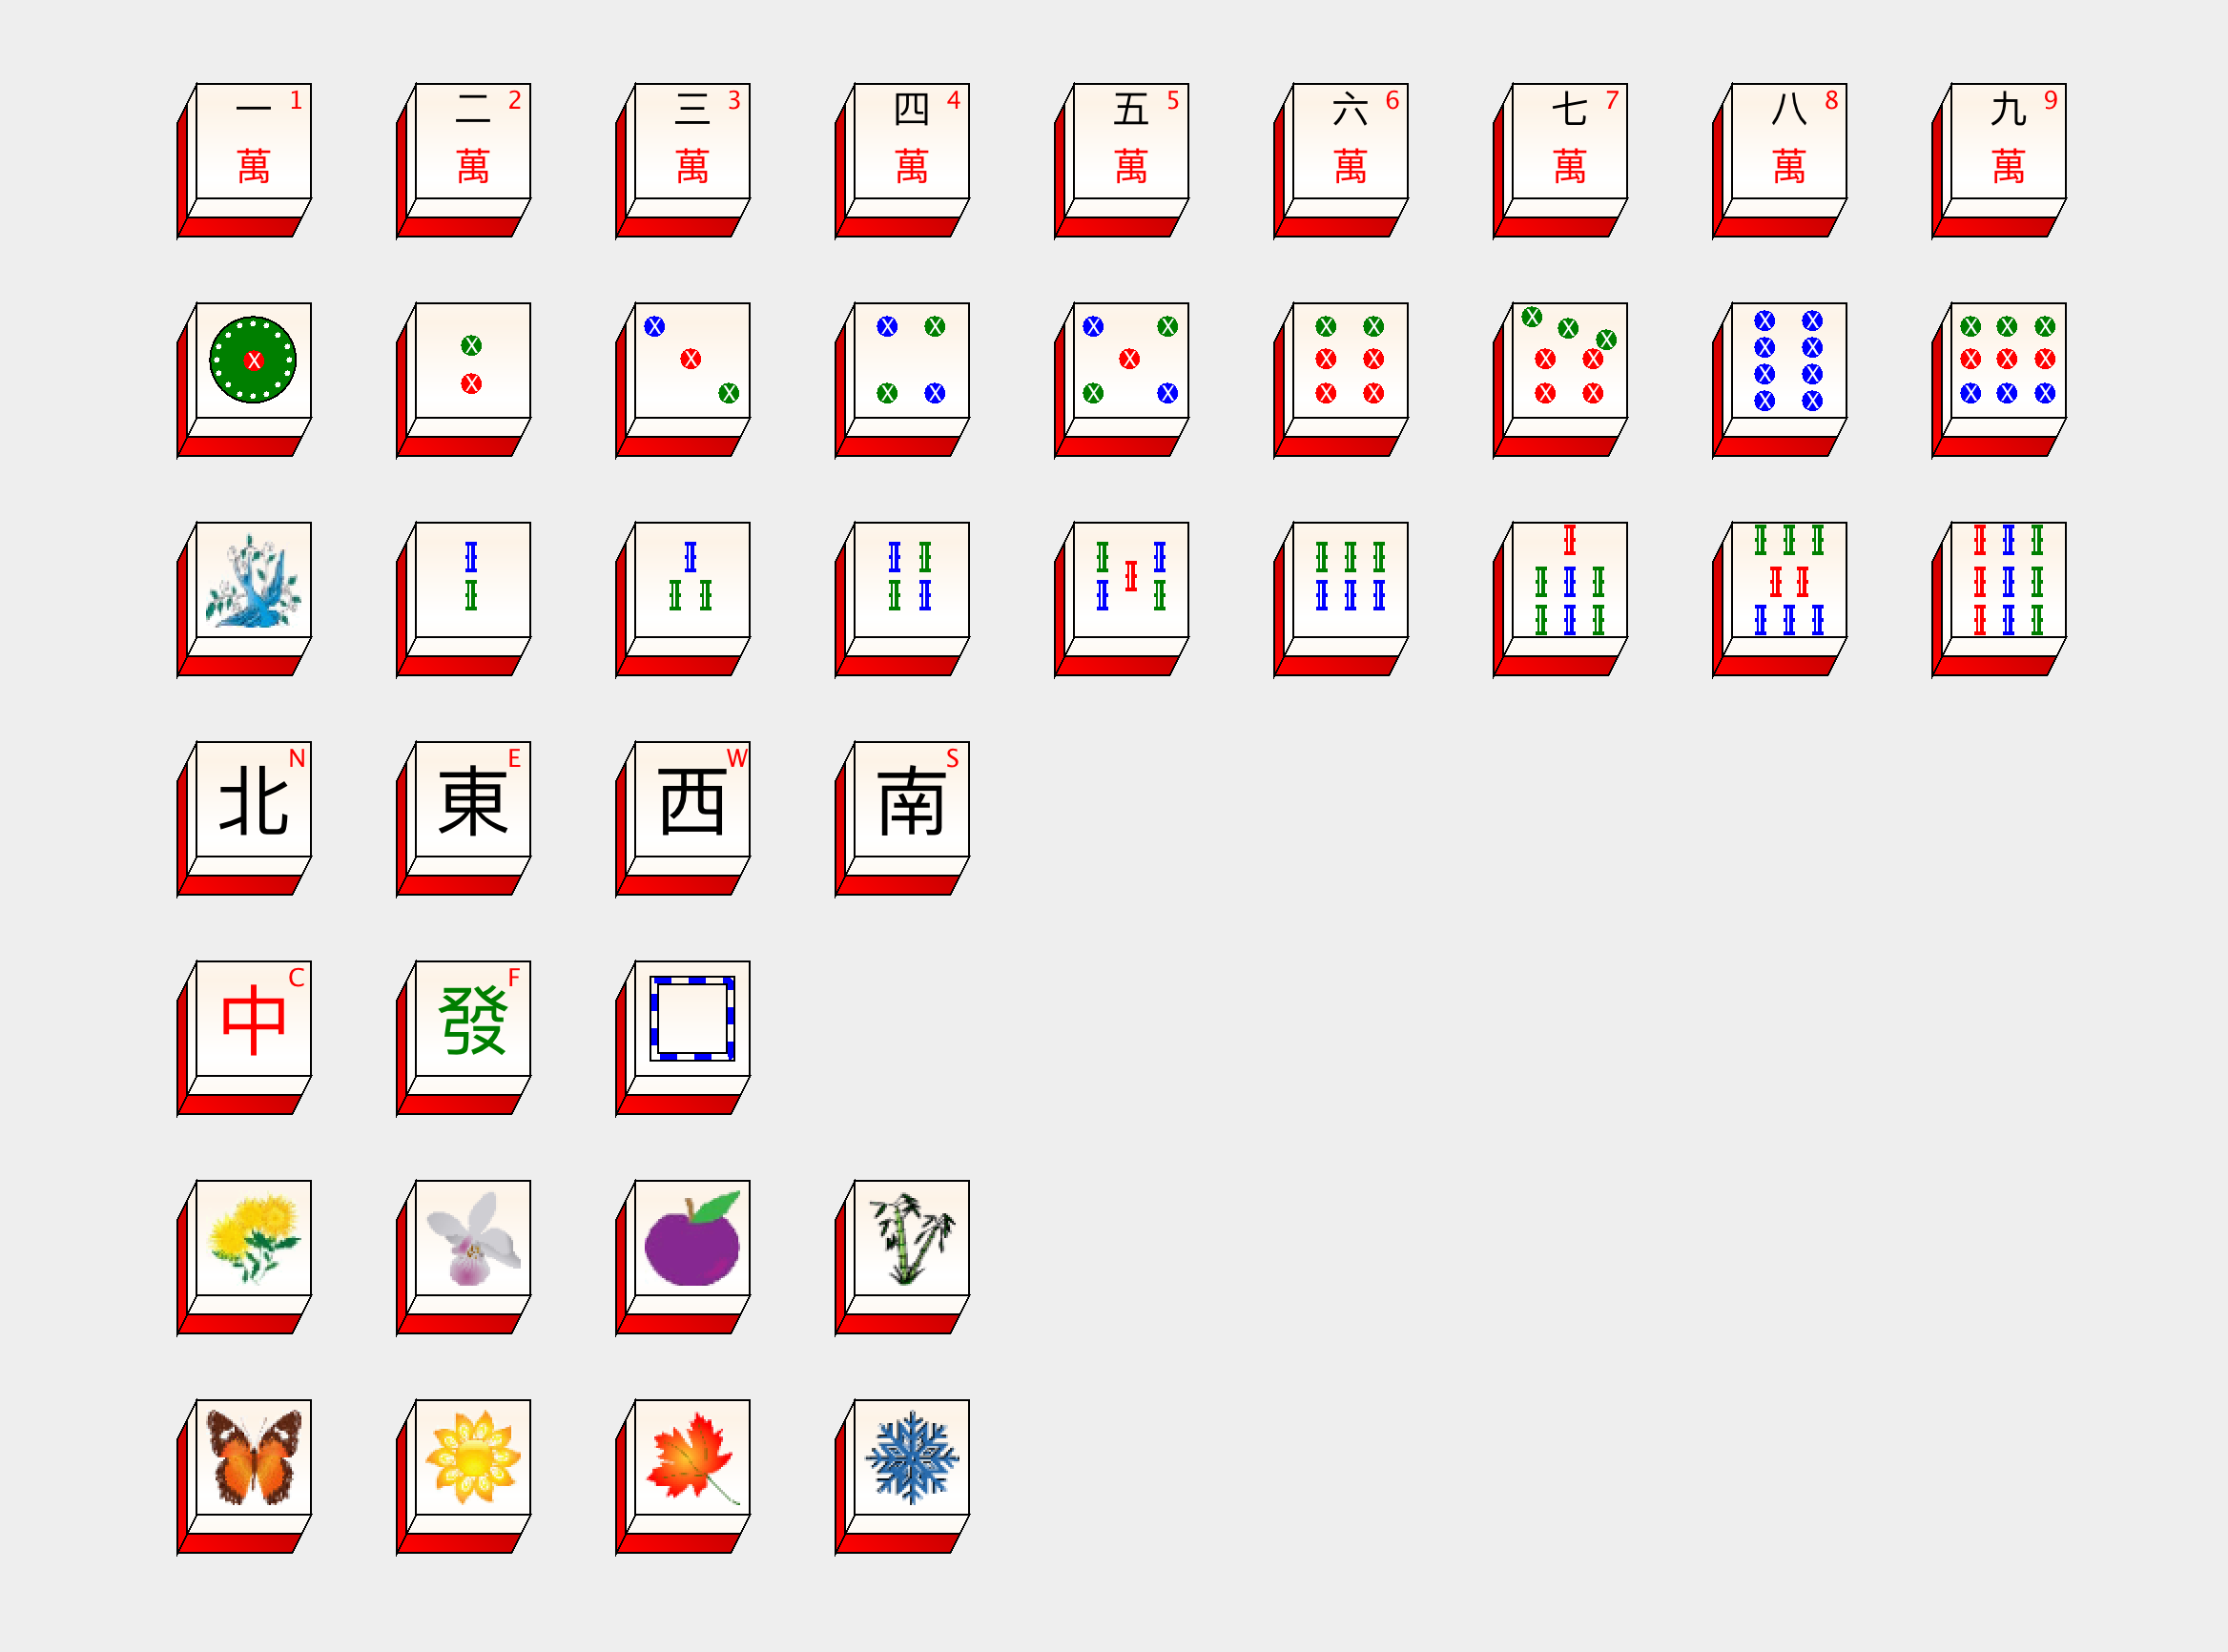 一 1 二 2 三 3 四 4 五 5 六 6 七 7 八 8 九 9
萬 萬 萬 萬 萬 萬 萬 萬 萬
X X X X X X X X X X X X X X X X X X
X X X X X X X X X
X X X X X X X X X X X X X X X X X X
北 N 東 E 西 W 南 S
中 C 發 F